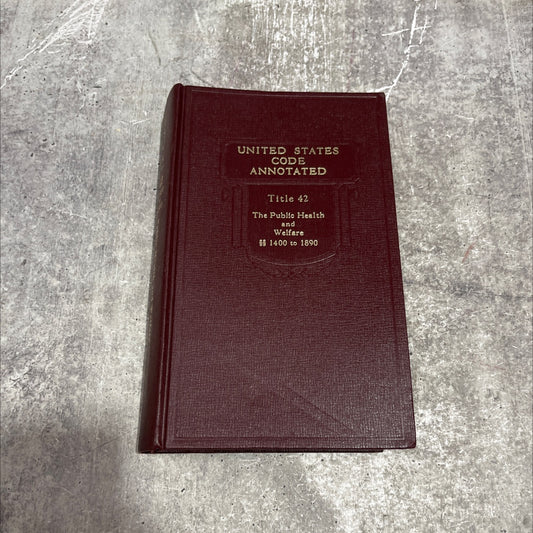 UNITED STATES
CODE
ANNOTATED
Title 42
The Public Health
and
Welfare
§§ 1400 to 1890